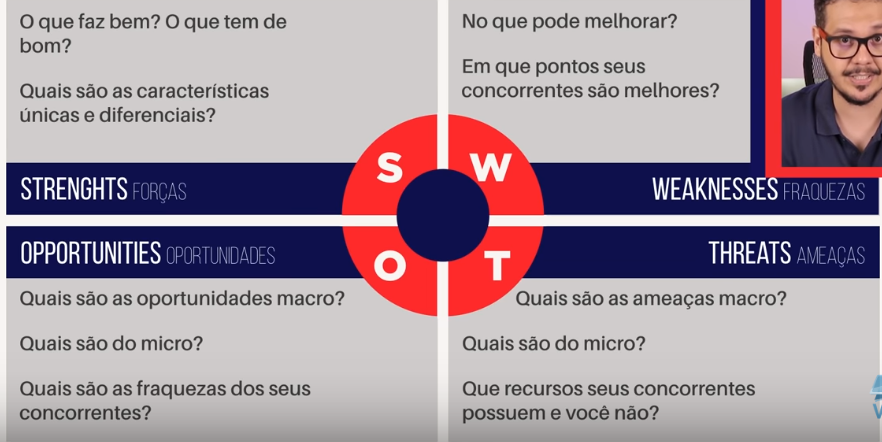 O que faz bem? O que tem de
bom?
Quais são as características
únicas e diferenciais?
No que pode melhorar?
Em que pontos seus
concorrentes são melhores?
S W
STRENGHTS FORÇAS
WEAKNESSES FRAQUEZAS
OPPORTUNITIES OPORTUNIDADES
THREATS AMEAÇAS
O T
Quais são as oportunidades macro?
Quais são do micro?
Quais são as fraquezas dos seus
concorrentes?
Quais são as ameaças macro?
Quais são do micro?
Que recursos seus concorrentes
possuem e você não?